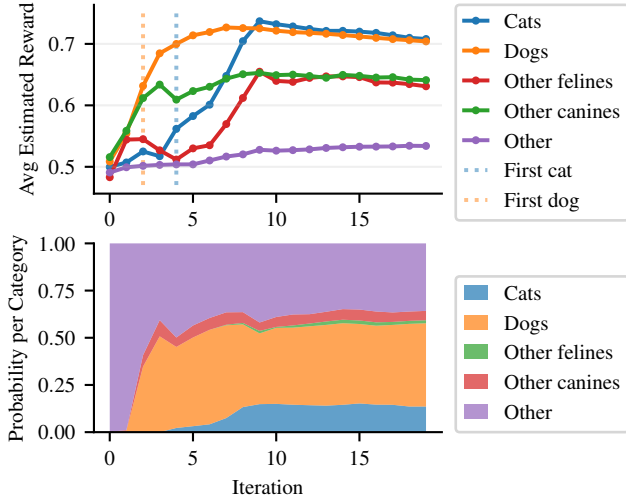 Avg Estimated Reward
0.7
0.6
0.5
0 5 10 15
Cats
Dogs
Other felines
Other canines
Other
First cat
First dog
Probability per Category
1.00
0.75
0.50
0.25
0.00
0 5 10 15
Iteration
Cats
Dogs
Other felines
Other canines
Other